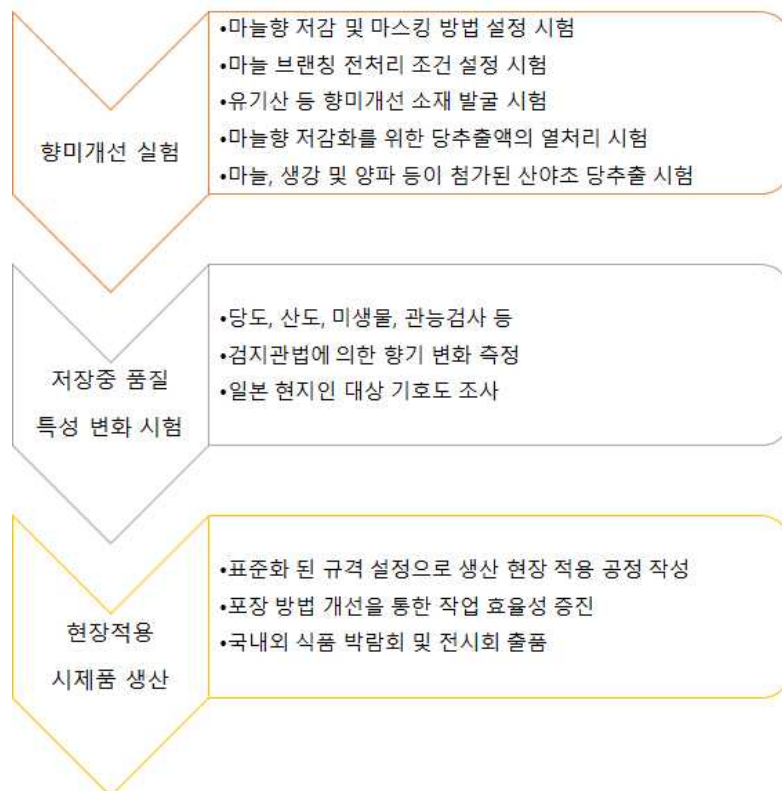 향미개선 실험
•마늘향 저감 및 마스킹 방법 설정 시험
•마늘 브랜칭 전처리 조건 설정 시험
•유기산 등 향미개선 소재 발굴 시험
•마늘향 저감화를 위한 당추출액의 열처리 시험
•마늘, 생강 및 양파 등이 첨가된 산야초 당추출 시험
저장중 품질
특성 변화 시험
•당도, 산도, 미생물, 관능검사 등
•검지관법에 의한 향기 변화 측정
•일본 현지인 대상 기호도 조사
현장적용
시제품 생산
•표준화 된 규격 설정으로 생산 현장 적용 공정 작성
•포장 방법 개선을 통한 작업 효율성 증진
•국내외 식품 박람회 및 전시회 출품